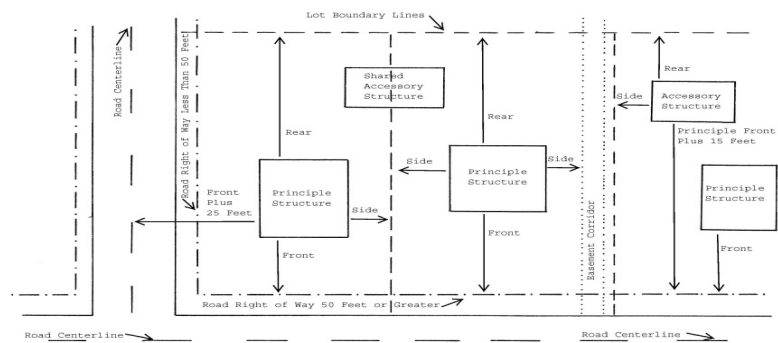 Lot Boundary Lines
Road Centerline
Road Right of Way Less Than 50 Feet
Rear
Shared
Accessory
Structure
Rear
Rear
Side
Accessory
Structure
Principle Front
Plus 15 Feet
Front
Plus
25 Feet
Principle
Structure
Side
Side
Principle
Structure
Side
Principle
Structure
Easement Corridor
Front
Front
Front
Road Right of Way 50 Feet or Greater
Road Centerline
Road Centerline